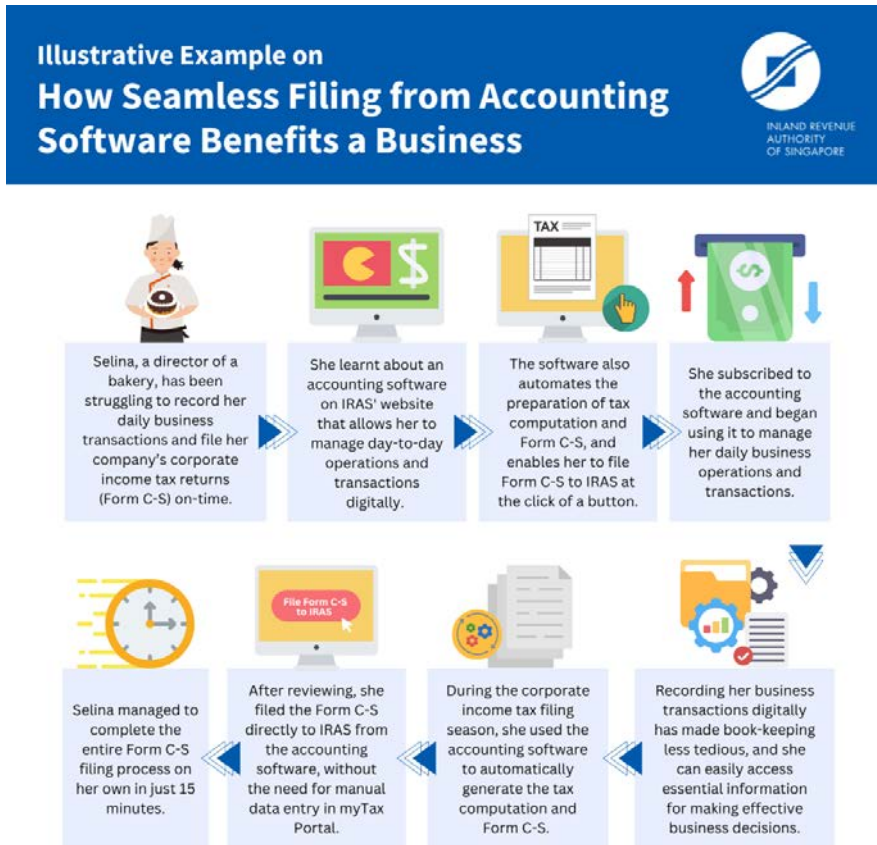 Illustrative Example on
How Seamless Filing from Accounting
Software Benefits a Business
INLAND REVENUE
AUTHORITY
OF SINGAPORE
TAX
Selina, a director of a
bakery, has been
struggling to record her
daily business
transactions and file her
company's corporate
income tax returns
(Form C-S) on-time.
She learnt about an
accounting software
on IRAS' website
that allows her to
manage day-to-day
operations and
transactions
digitally.
The software also
automates the
preparation of tax
computation and
Form C-S, and
enables her to file
Form C-S to IRAS at
the click of a button.
She subscribed to
the accounting
software and began
using it to manage
her daily business
operations and
transactions.
Recording her business
transactions digitally
has made book-keeping
less tedious, and she
can easily access
essential information
for making effective
business decisions.
During the corporate
income tax filing
season, she used the
accounting software
to automatically
generate the tax
computation and
Form C-S.
File Form C-S
to IRAS
After reviewing, she
filed the Form C-S
directly to IRAS from
the accounting
software, without
the need for manual
data entry in myTax
Portal.
Selina managed to
complete the
entire Form C-S
filing process on
her own in just 15
minutes.